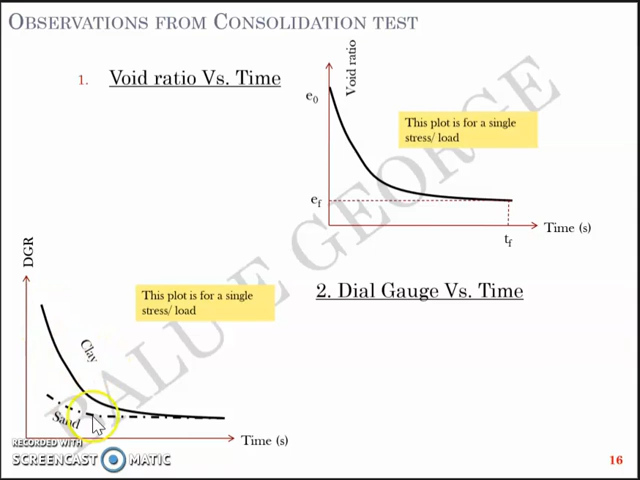 OBSERVATIONS FROM CONSOLIDATION TEST
1. Void ratio Vs. Time
Void ratio
e0
This plot is for a single
stress/ load
ef
Time (s)
tf
DGR
This plot is for a single
stress/ load
2. Dial Gauge Vs. Time
Clay
Sand
Time (s)
RECORDED WITH
SCREENCAST MATIC
16
PALU E GEORGE